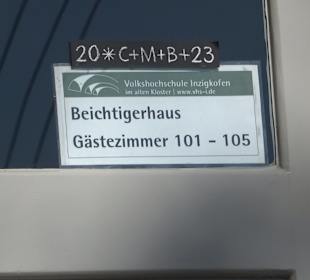 20*C+M+B+23
Volkshochschule Inzigkofen
im alten Kloster | www.vhs-i.de
Beichtigerhaus
Gästezimmer 101 - 105